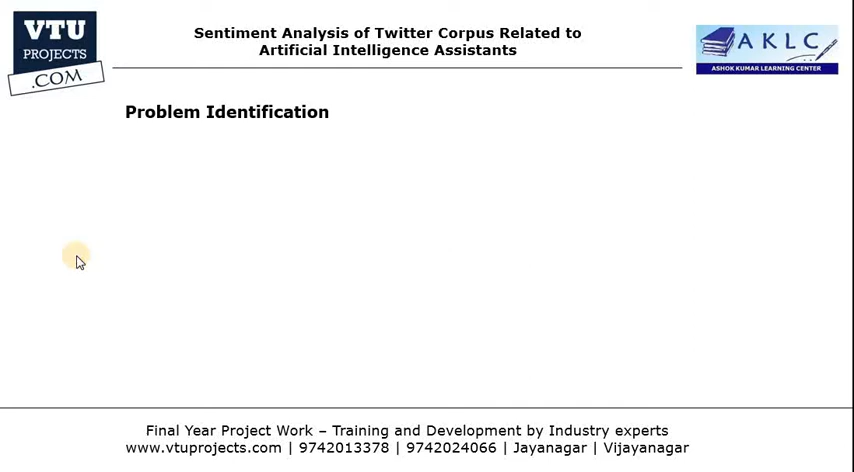 VTU
PROJECTS
.COM
Sentiment Analysis of Twitter Corpus Related to
Artificial Intelligence Assistants
AKLC
ASHOK KUMAR LEARNING CENTER
Problem Identification
Final Year Project Work – Training and Development by Industry experts
www.vtuprojects.com | 9742013378 | 9742024066 | Jayanagar | Vijayanagar